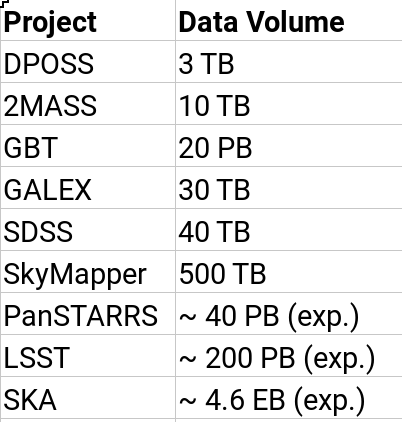 Project Data Volume
DPOSS 3 TB
2MASS 10 TB
GBT 20 PB
GALEX 30 TB
SDSS 40 TB
SkyMapper 500 TB
PanSTARRS ~ 40 PB (exp.)
LSST ~ 200 PB (exp.)
SKA ~ 4.6 EB (exp.)